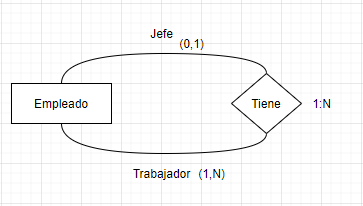 Jefe
(0,1)
Empleado
Tiene
1:N
Trabajador (1,N)